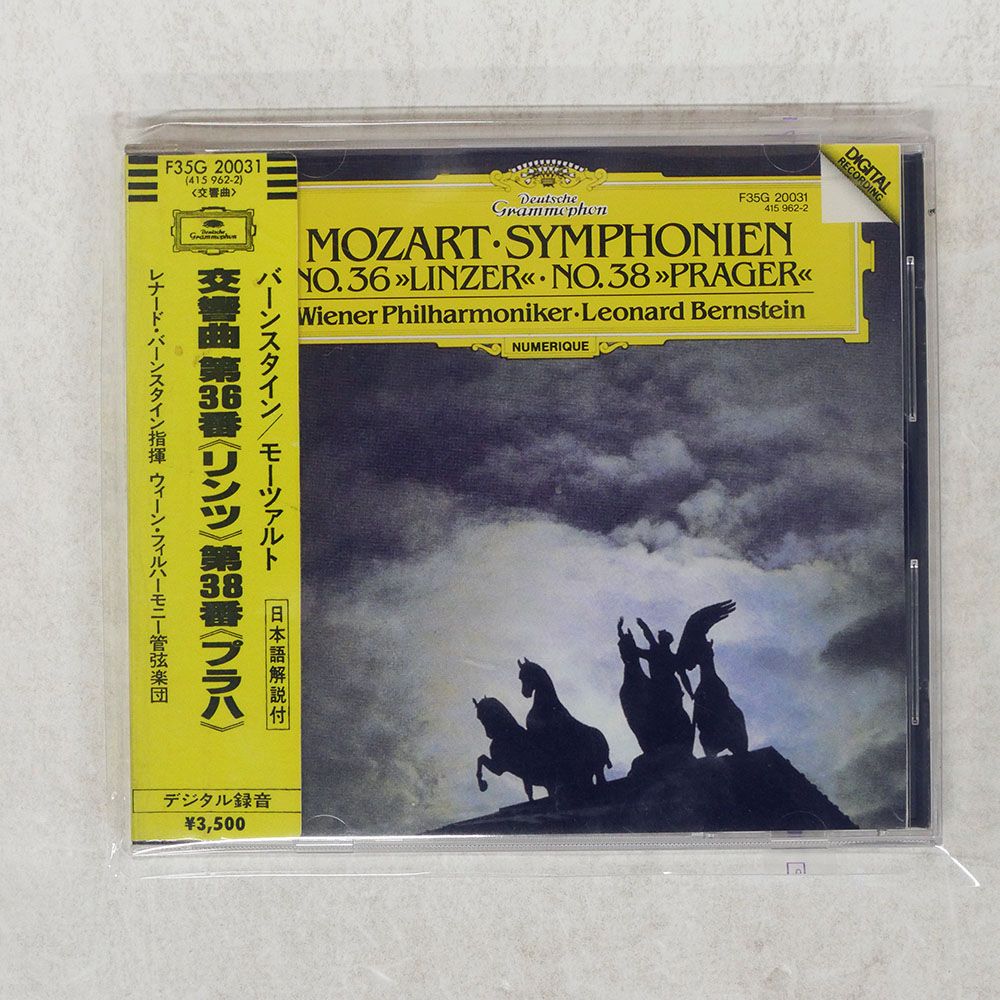 F35G 20031
(415 962-2)
〈交響曲〉
Deutsche
Grammophon
バーンスタイン/モーツァルト
交響曲 第36番《リンツ》 第38番《プラハ》
レナード・バーンスタイン指揮 ウィーン・フィルハーモニー管弦楽団
日本語解説付
デジタル録音
¥3,500
Deutsche
Grammophon
F35G 20031
415 962-2
DIGITAL
RECORDING
MOZART·SYMPHONIEN
NO.36 »LINZER«·NO.38 »PRAGER«
Wiener Philharmoniker·Leonard Bernstein
NUMERIQUE